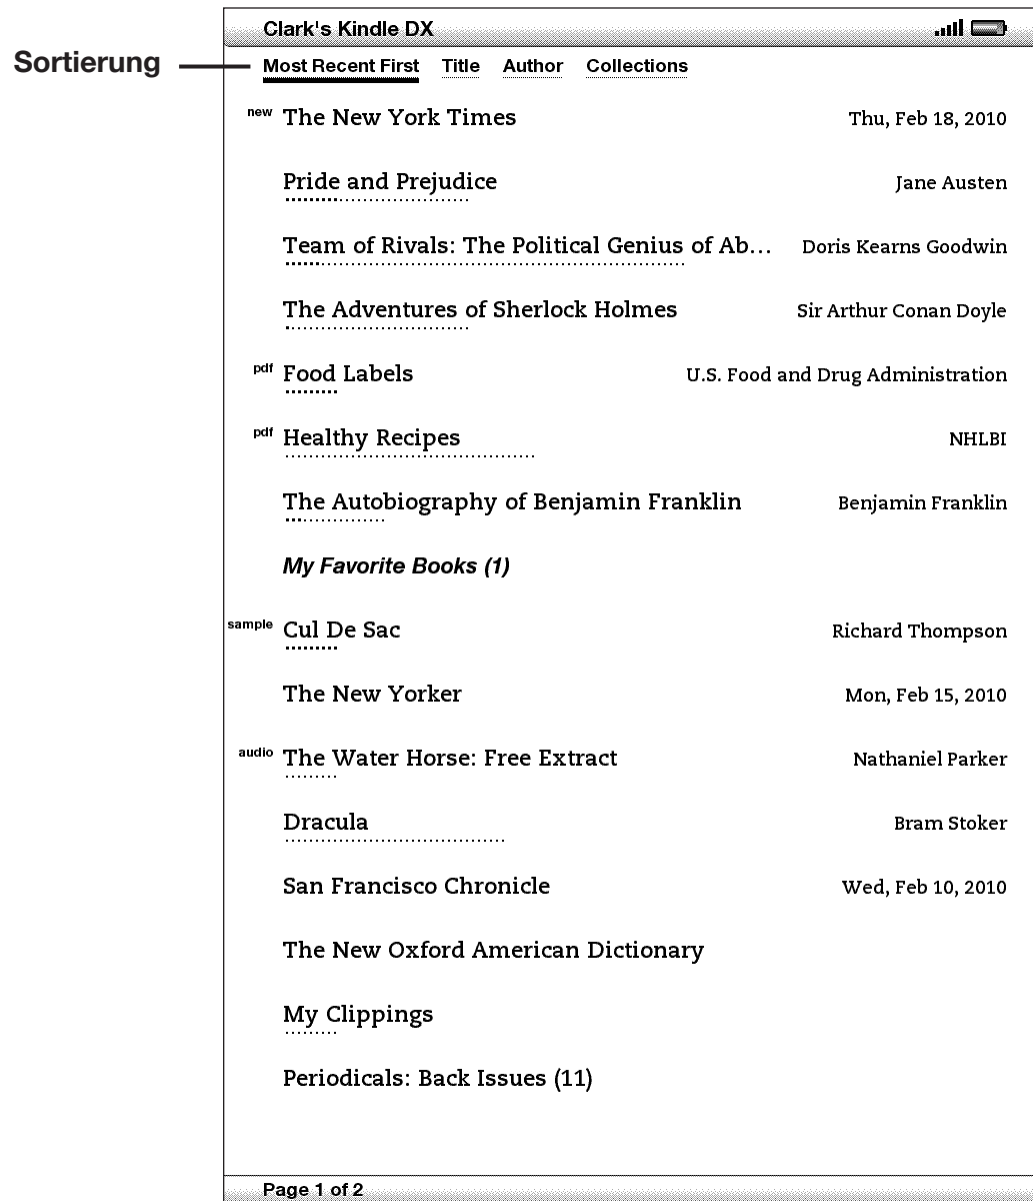 Clark's Kindle DX
Sortierung Most Recent First Title Author Collections
new The New York Times Thu, Feb 18, 2010
Pride and Prejudice Jane Austen
Team of Rivals: The Political Genius of Ab... Doris Kearns Goodwin
The Adventures of Sherlock Holmes Sir Arthur Conan Doyle
pdf Food Labels U.S. Food and Drug Administration
pdf Healthy Recipes NHLBI
The Autobiography of Benjamin Franklin Benjamin Franklin
My Favorite Books (1)
sample Cul De Sac Richard Thompson
The New Yorker Mon, Feb 15, 2010
audio The Water Horse: Free Extract Nathaniel Parker
Dracula Bram Stoker
San Francisco Chronicle Wed, Feb 10, 2010
The New Oxford American Dictionary
My Clippings
Periodicals: Back Issues (11)
Page 1 of 2